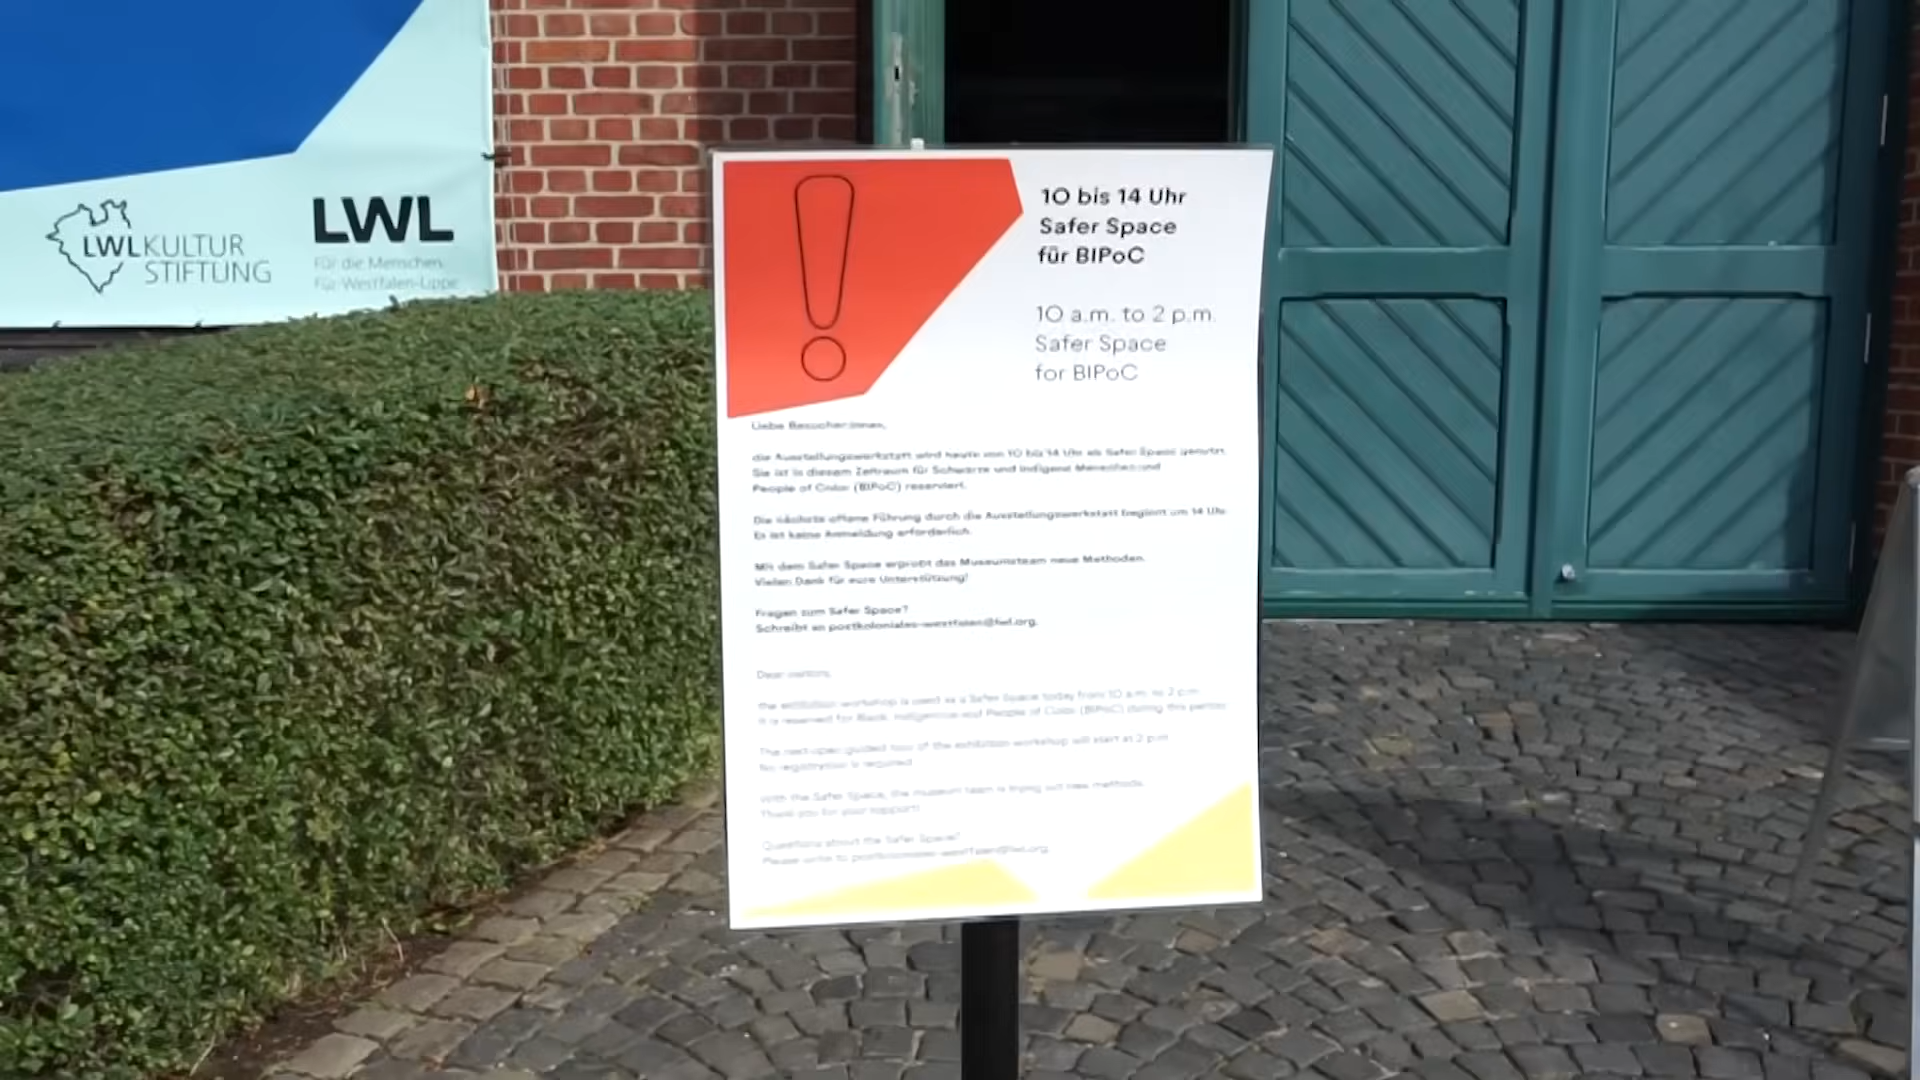 LWLKULTUR
STIFTUNG
LWL
Für die Menschen.
Für Westfalen-Lippe.
10 bis 14 Uhr
Safer Space
für BIPoC
10 a.m. to 2 p.m.
Safer Space
for BIPoC
Liebe Besucher:innen,
die Ausstellungswerkstatt wird heute von 10 bis 14 Uhr als Safer Space genutzt.
Sie ist in diesem Zeitraum für Schwarze und Indigene Menschen und
People of Color (BIPoC) reserviert.
Die nächste offene Führung durch die Ausstellungswerkstatt beginnt um 14 Uhr.
Es ist keine Anmeldung erforderlich.
Mit dem Safer Space erprobt das Museumsteam neue Methoden.
Vielen Dank für eure Unterstützung!
Fragen zum Safer Space?
Schreibt an postkoloniales-westfalen@lwl.org.
Dear visitors,
the exhibition workshop is used as a Safer Space today from 10 a.m. to 2 p.m.
It is reserved for Black, Indigenous and People of Color (BIPoC) during this period.
The next open guided tour of the exhibition workshop will start at 2 p.m.
No registration is required.
With the Safer Space, the museum team is trying out new methods.
Thank you for your support!
Questions about the Safer Space?
Please write to postkoloniales-westfalen@lwl.org.